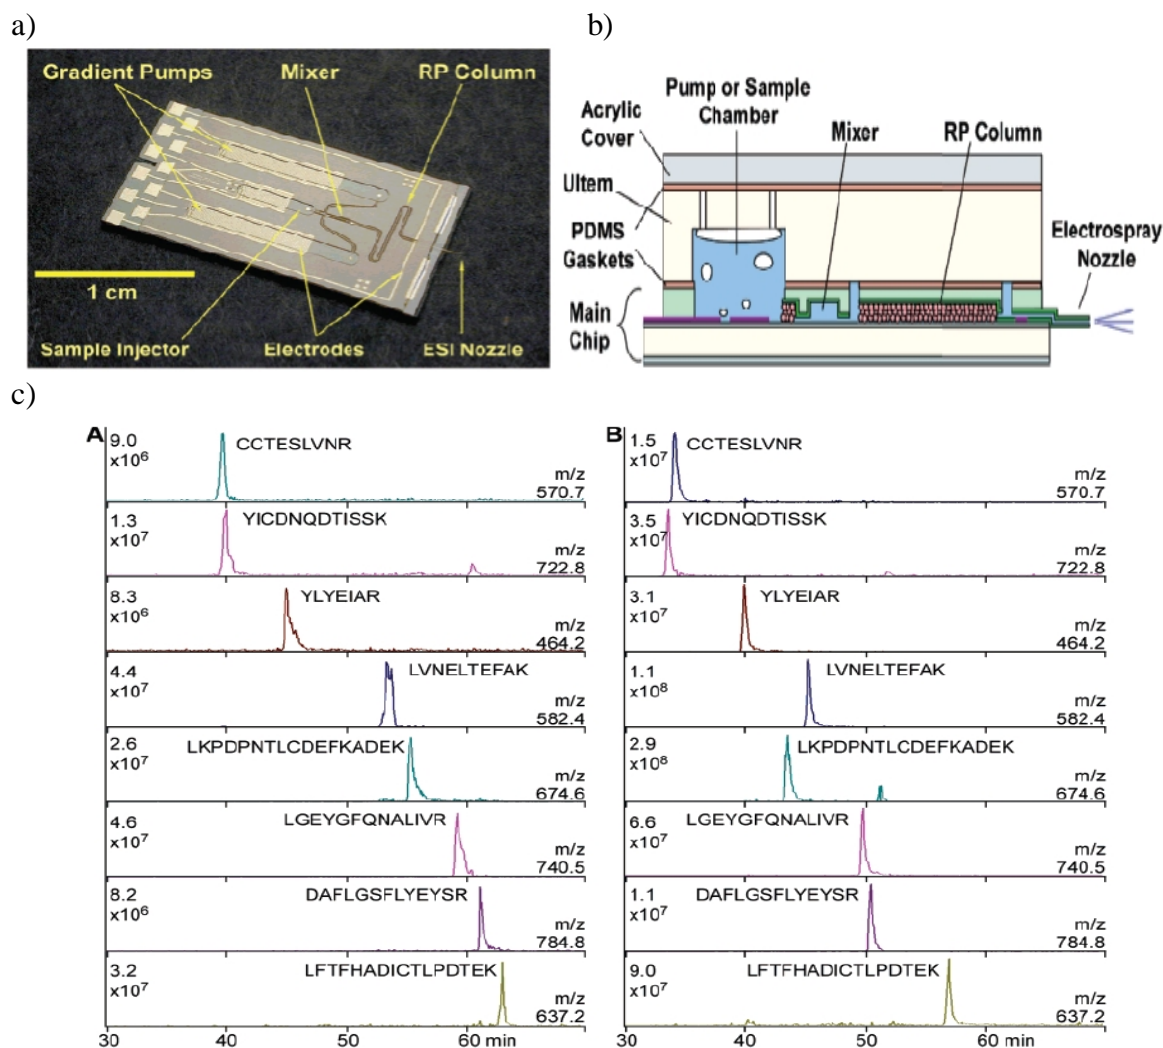 a)
Gradient Pumps
Mixer
RP Column
1 cm
Sample Injector
Electrodes
ESI Nozzle
b)
Pump or Sample
Chamber
Acrylic
Cover
Mixer
RP Column
Ultem
PDMS
Gaskets
Electrospray
Nozzle
Main
Chip
c)
A
9.0
x10⁶
CCTESLVNR
m/z
570.7
1.3
x10⁷
YICDNQDTISSK
m/z
722.8
8.3
x10⁶
YLYEIAR
m/z
464.2
4.4
x10⁷
LVNELTEFAK
m/z
582.4
2.6
x10⁷
LKPDPNTLCDEFKADEK
m/z
674.6
4.6
x10⁷
LGEYGFQNALIVR
m/z
740.5
8.2
x10⁶
DAFLGSFLYEYSR
m/z
784.8
3.2
x10⁷
LFTFHADICTLPDTEK
m/z
637.2
30 40 50 60 min
B
1.5
x10⁷
CCTESLVNR
m/z
570.7
3.5
x10⁷
YICDNQDTISSK
m/z
722.8
3.1
x10⁷
YLYEIAR
m/z
464.2
1.1
x10⁸
LVNELTEFAK
m/z
582.4
2.9
x10⁸
LKPDPNTLCDEFKADEK
m/z
674.6
6.6
x10⁷
LGEYGFQNALIVR
m/z
740.5
1.1
x10⁷
DAFLGSFLYEYSR
m/z
784.8
9.0
x10⁷
LFTFHADICTLPDTEK
m/z
637.2
30 40 50 60 min